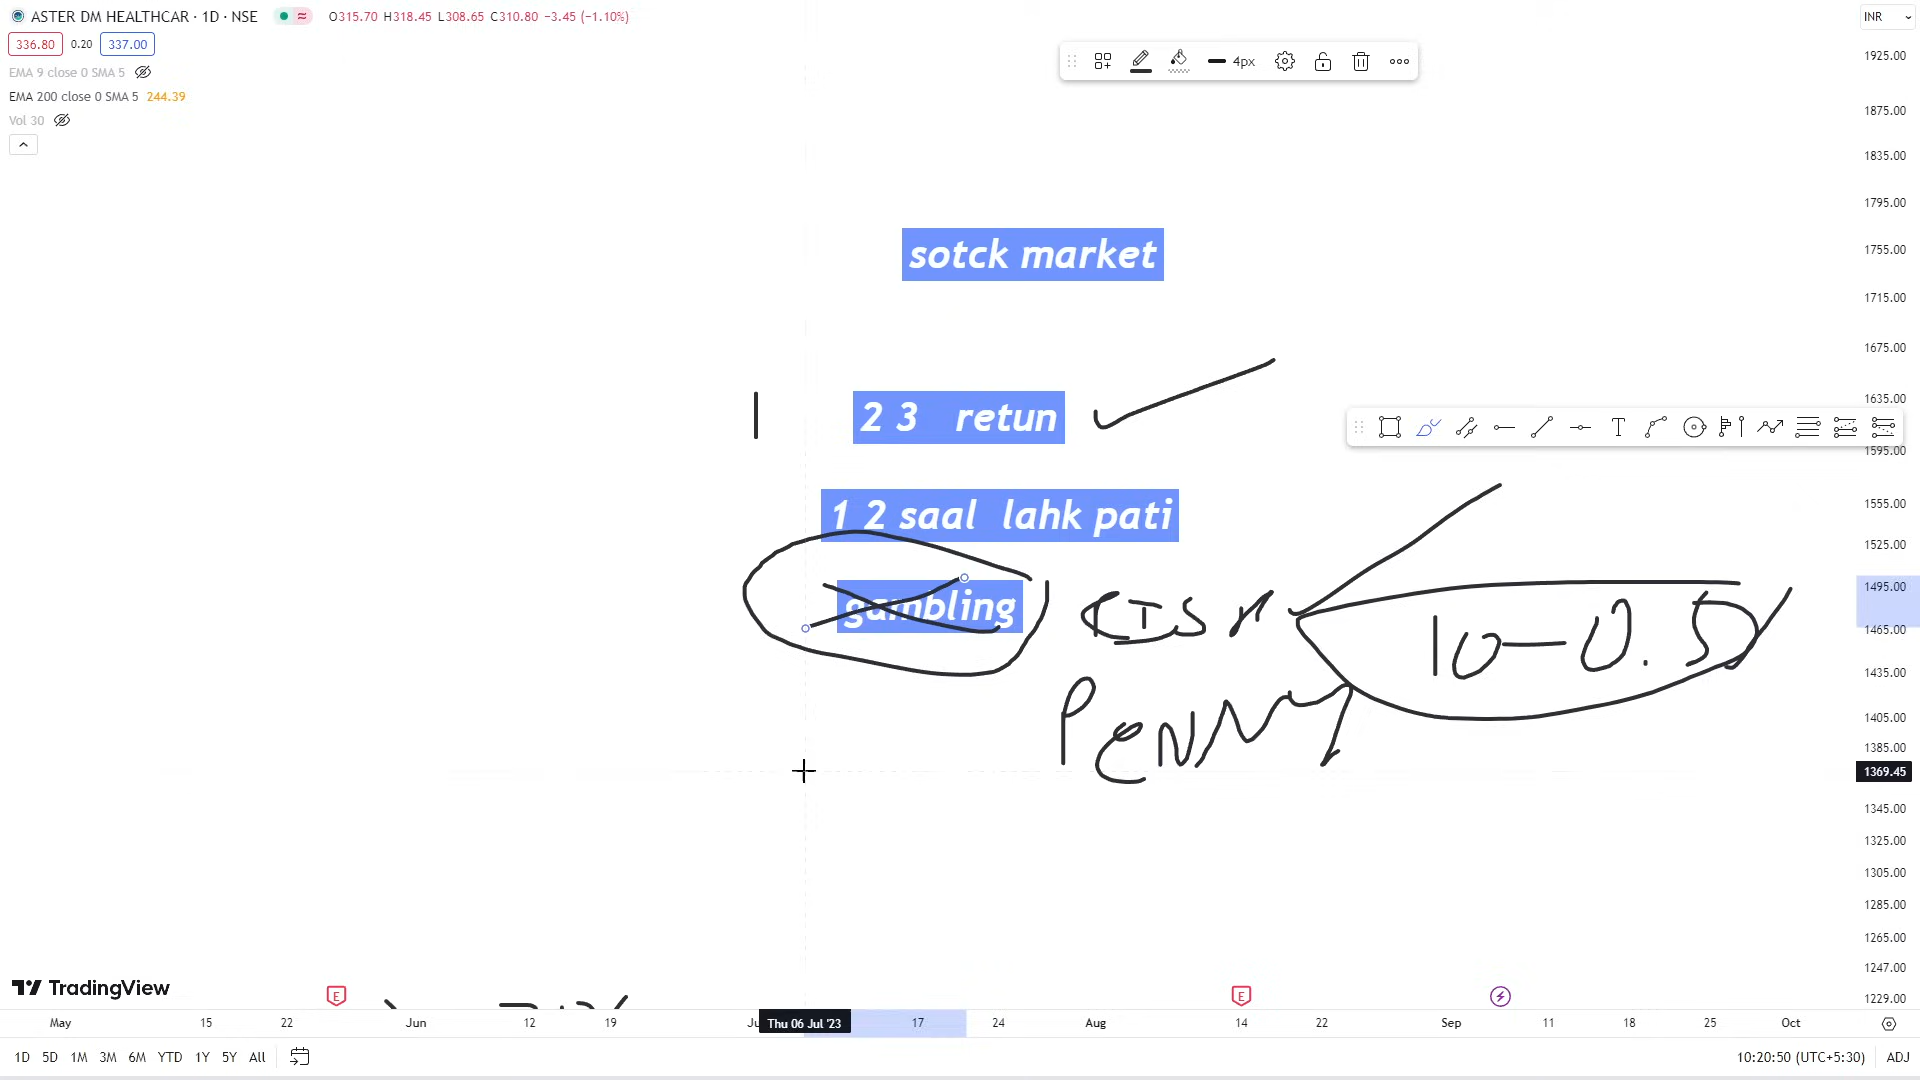 ASTER DM HEALTHCAR · 1D · NSE O315.70 H318.45 L308.65 C310.80 −3.45 (−1.10%)
INR
336.80 0.20 337.00
EMA 9 close 0 SMA 5
EMA 200 close 0 SMA 5 244.39
Vol 30
4px
1925.00
1875.00
1835.00
1795.00
sotck market
1755.00
1715.00
1675.00
2 3 retun
1635.00
1595.00
1 2 saal lahk pati
1555.00
1525.00
gambling
1495.00
10-0.50
1465.00
1435.00
PENNY
1405.00
1385.00
1369.45
1345.00
1325.00
1305.00
1285.00
1265.00
1247.00
1229.00
TradingView
E E
May 15 22 Jun 12 19 Thu 06 Jul '23 17 24 Aug 14 22 Sep 11 18 25 Oct
1D 5D 1M 3M 6M YTD 1Y 5Y All 10:20:50 (UTC+5:30) ADJ